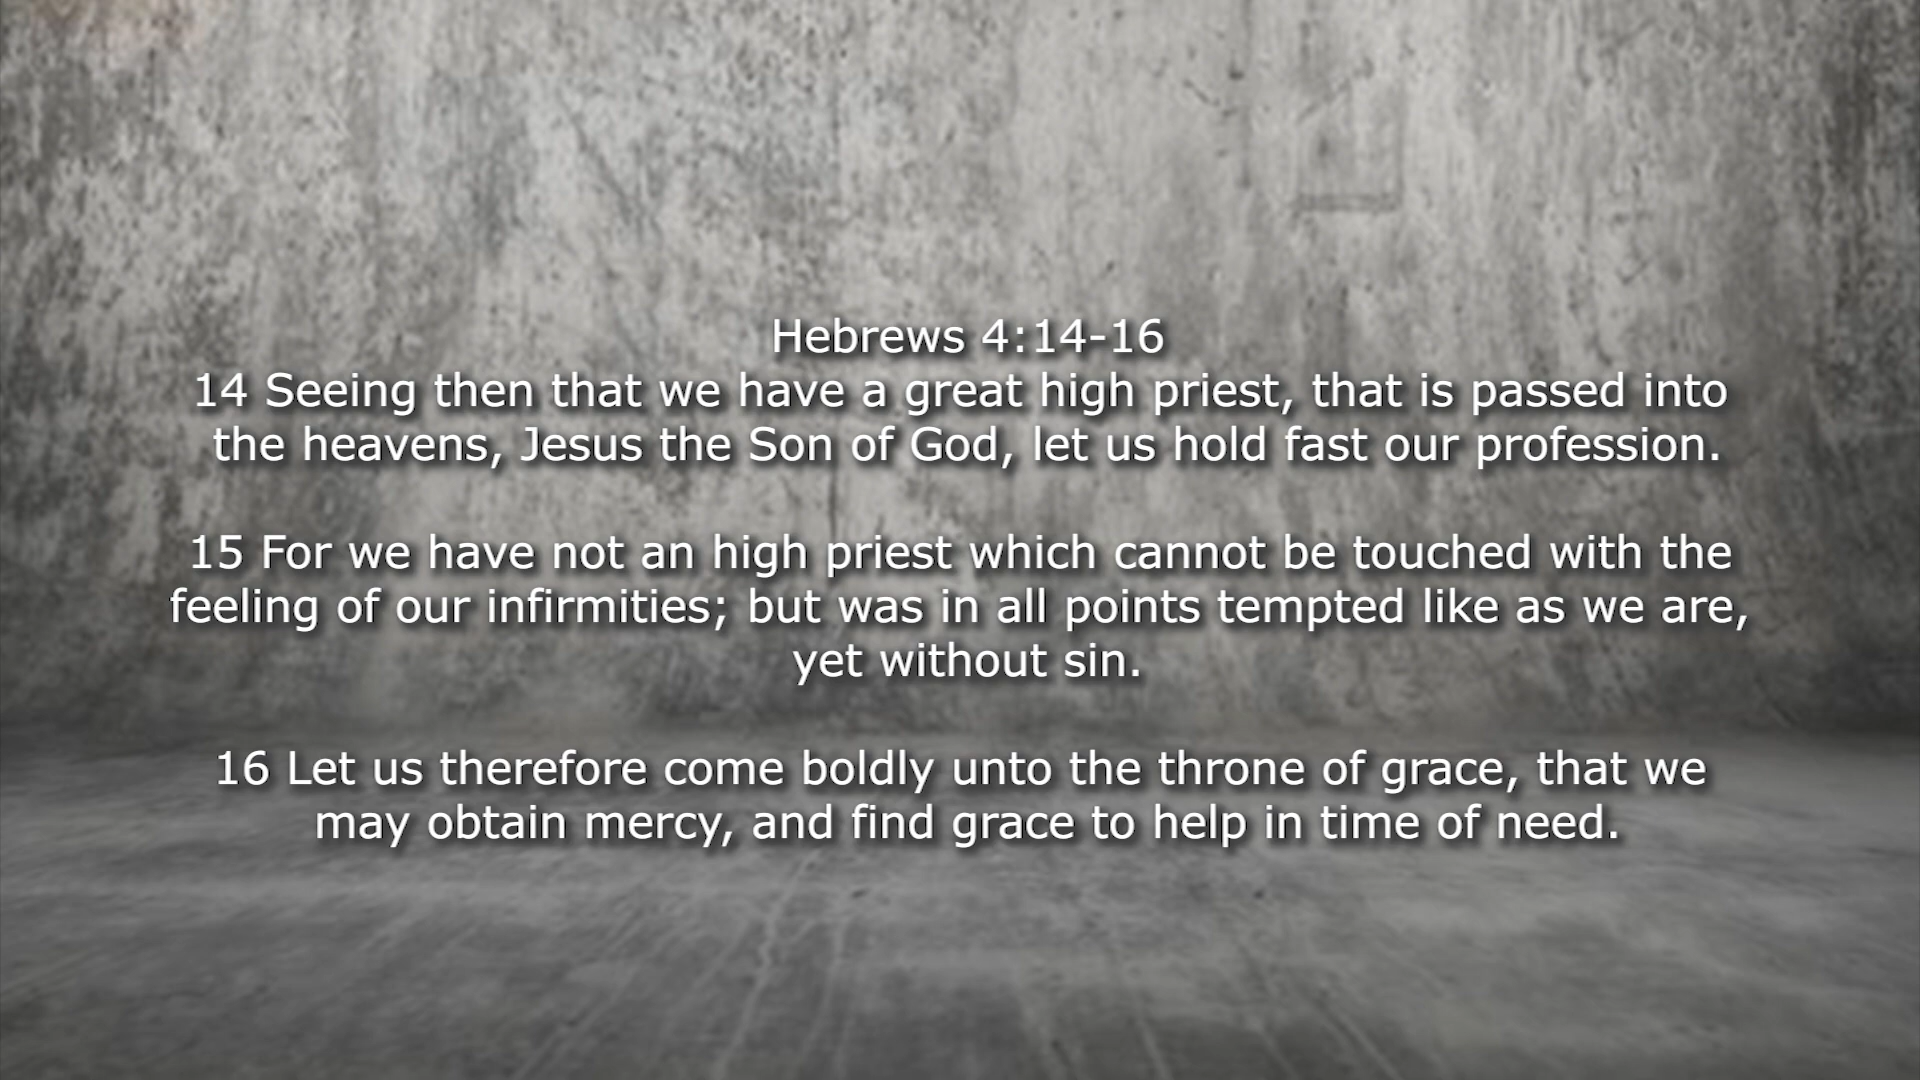 Hebrews 4:14-16
14 Seeing then that we have a great high priest, that is passed into
the heavens, Jesus the Son of God, let us hold fast our profession.
15 For we have not an high priest which cannot be touched with the
feeling of our infirmities; but was in all points tempted like as we are,
yet without sin.
16 Let us therefore come boldly unto the throne of grace, that we
may obtain mercy, and find grace to help in time of need.